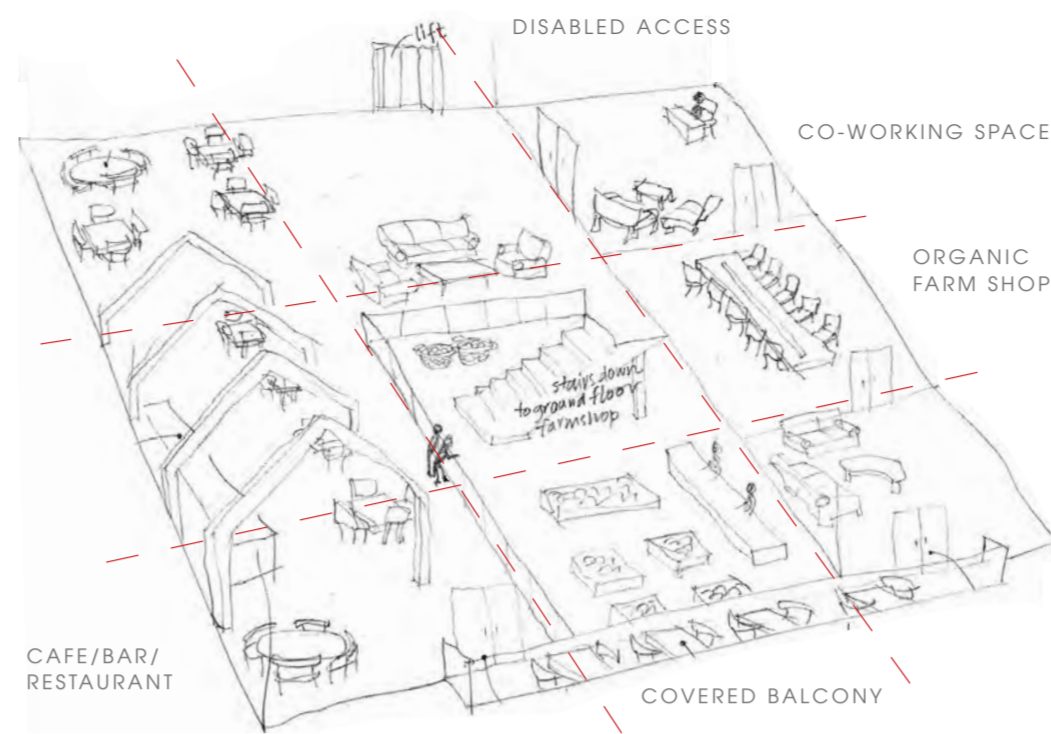 DISABLED ACCESS
lift
CO-WORKING SPACE
ORGANIC
FARM SHOP
stairs down
to ground floor
farmshop
CAFE/BAR/
RESTAURANT
COVERED BALCONY